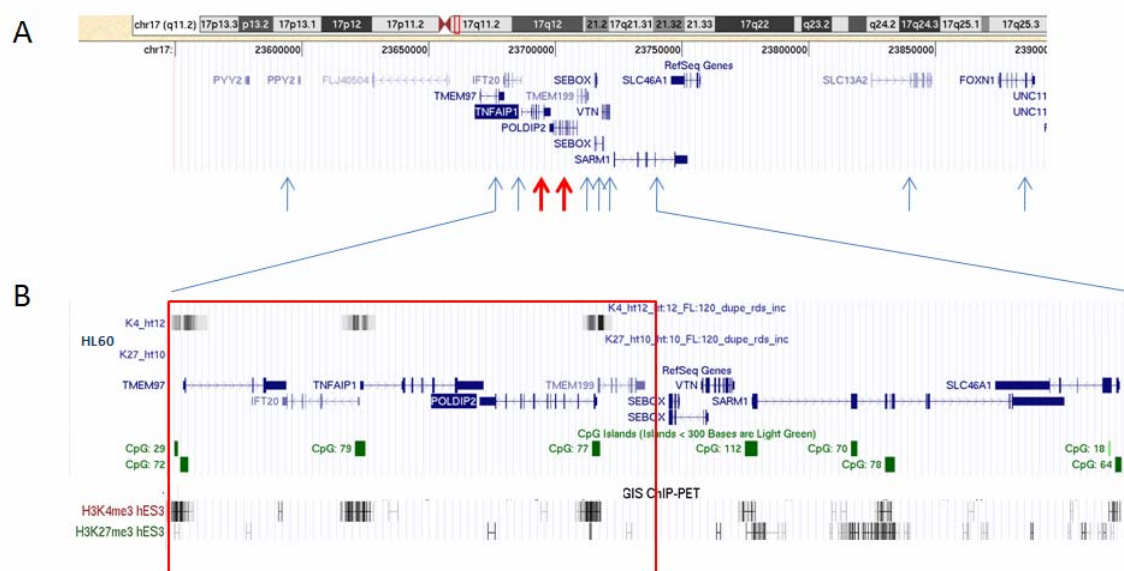 A
chr17 (q11.2) 17p13.3 p13.2 17p13.1 17p12 17p11.2 17q11.2 17q12 21.2 17q21.31 21.32 21.33 17q22 q23.2 q24.2 17q24.3 17q25.1 17q25.3
chr17: 23600000 23650000 23700000 23750000 23800000 23850000 239000
RefSeq Genes
PYY2 PPY2 FLJ40504 IFT20 SEBOX SLC46A1 SLC13A2 FOXN1
TMEM97 TMEM199 UNC11
TNFAIP1 VTN UNC11
POLDIP2
SEBOX
SARM1
B
K4_ht12_ht:12_FL:120_dupe_rds_inc
K4_ht12
HL60
K27_ht10_ht:10_FL:120_dupe_rds_inc
K27_ht10
RefSeq Genes
TMEM97 TNFAIP1 TMEM199 VTN SLC46A1
IFT20 POLDIP2 SEBOX SARM1
SEBOX
CpG Islands (Islands < 300 Bases are Light Green)
CpG: 29 CpG: 79 CpG: 77 CpG: 112 CpG: 70 CpG: 18
CpG: 72 CpG: 78 CpG: 64
GIS ChIP-PET
H3K4me3 hES3
H3K27me3 hES3